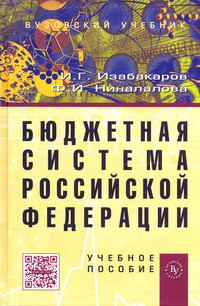 ВУЗОВСКИЙ УЧЕБНИК
И.Г. Изабакаров
Ф.И. Ниналалова
БЮДЖЕТНАЯ
СИСТЕМА
РОССИЙСКОЙ
ФЕДЕРАЦИИ
УЧЕБНОЕ
ПОСОБИЕ